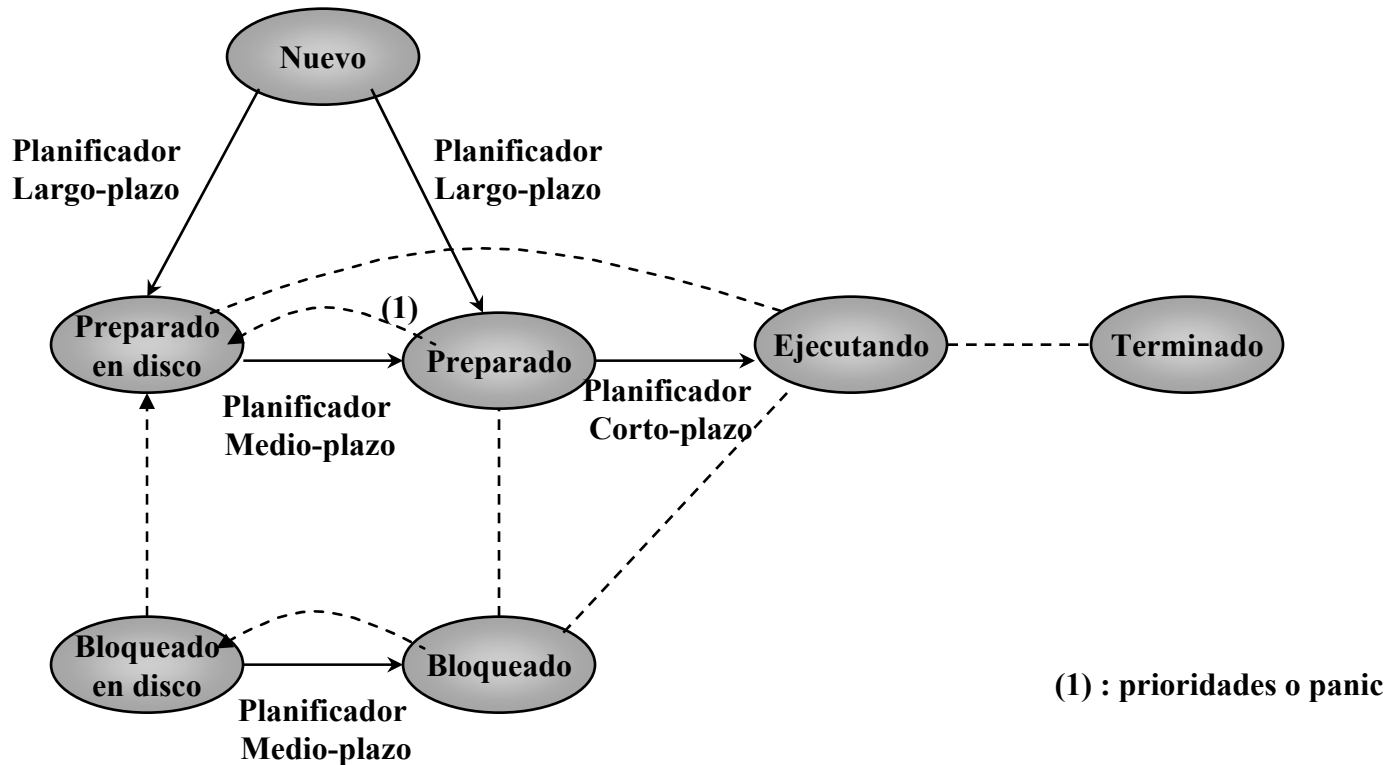 Nuevo
Planificador
Largo-plazo
Planificador
Largo-plazo
(1)
Preparado
en disco
Preparado
Ejecutando
Terminado
Planificador
Medio-plazo
Planificador
Corto-plazo
Bloqueado
en disco
Bloqueado
Planificador
Medio-plazo
(1) : prioridades o panic